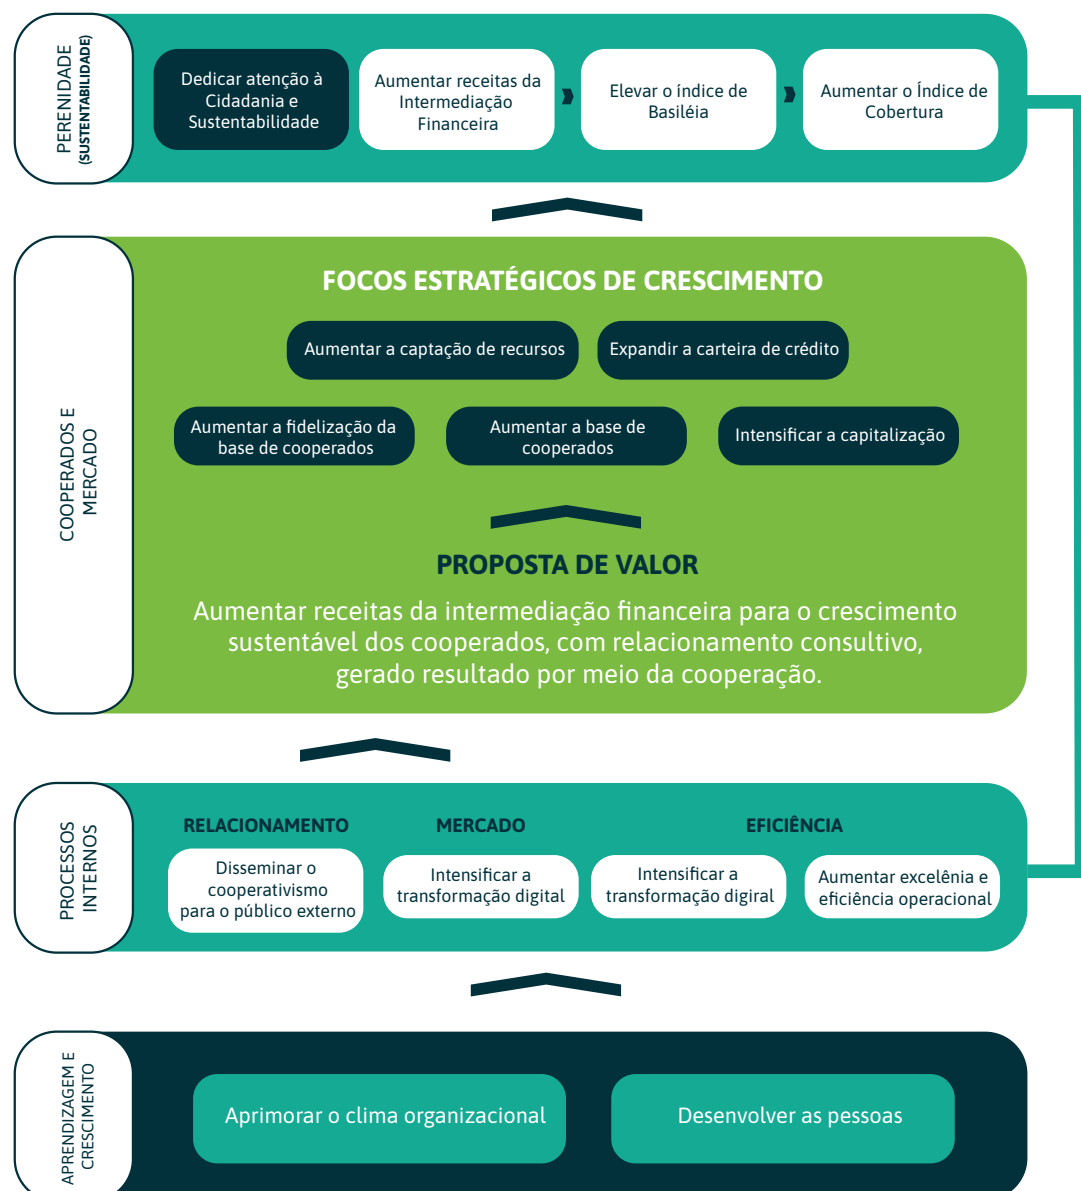 PERENIDADE
(SUSTENTABILIDADE)
Dedicar atenção à
Cidadania e
Sustentabilidade
Aumentar receitas da
Intermediação
Financeira
Elevar o índice de
Basiléia
Aumentar o Índice de
Cobertura
COOPERADOS E
MERCADO
FOCOS ESTRATÉGICOS DE CRESCIMENTO
Aumentar a captação de recursos
Expandir a carteira de crédito
Aumentar a fidelização da
base de cooperados
Aumentar a base de
cooperados
Intensificar a capitalização
PROPOSTA DE VALOR
Aumentar receitas da intermediação financeira para o crescimento
sustentável dos cooperados, com relacionamento consultivo,
gerado resultado por meio da cooperação.
PROCESSOS
INTERNOS
RELACIONAMENTO
Disseminar o
cooperativismo
para o público externo
MERCADO
Intensificar a
transformação digital
EFICIÊNCIA
Intensificar a
transformação digiral
Aumentar excelênia e
eficiência operacional
APRENDIZAGEM E
CRESCIMENTO
Aprimorar o clima organizacional
Desenvolver as pessoas